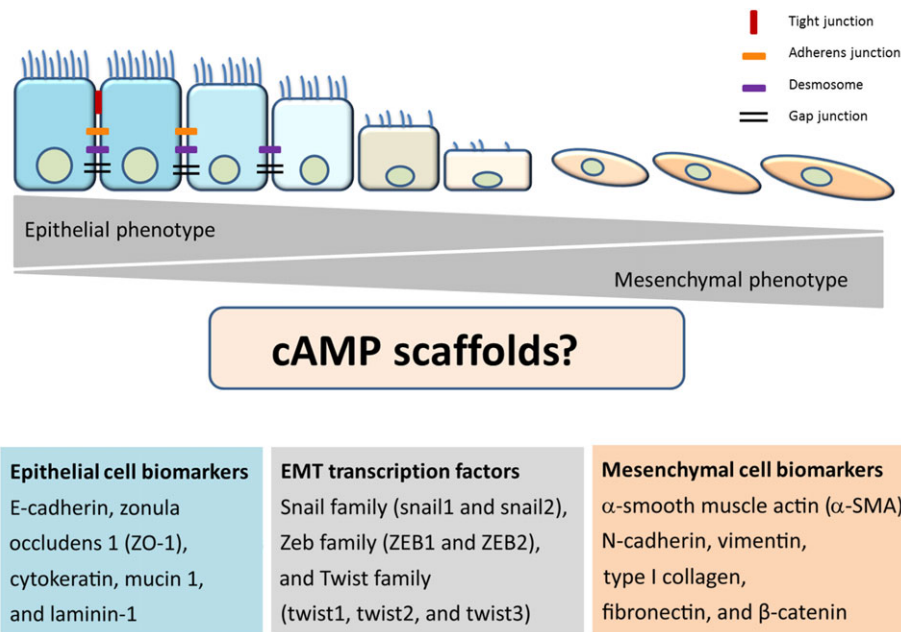 Tight junction
Adherens junction
Desmosome
Gap junction
Epithelial phenotype
Mesenchymal phenotype
cAMP scaffolds?
Epithelial cell biomarkers
E-cadherin, zonula
occludens 1 (ZO-1),
cytokeratin, mucin 1,
and laminin-1
EMT transcription factors
Snail family (snail1 and snail2),
Zeb family (ZEB1 and ZEB2),
and Twist family
(twist1, twist2, and twist3)
Mesenchymal cell biomarkers
α-smooth muscle actin (α-SMA)
N-cadherin, vimentin,
type I collagen,
fibronectin, and β-catenin